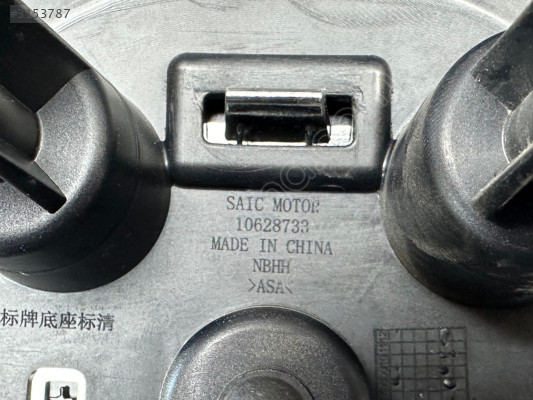 SAIC MOTOR
10628733
MADE IN CHINA
NBHH
>ASA<
标牌底座标清